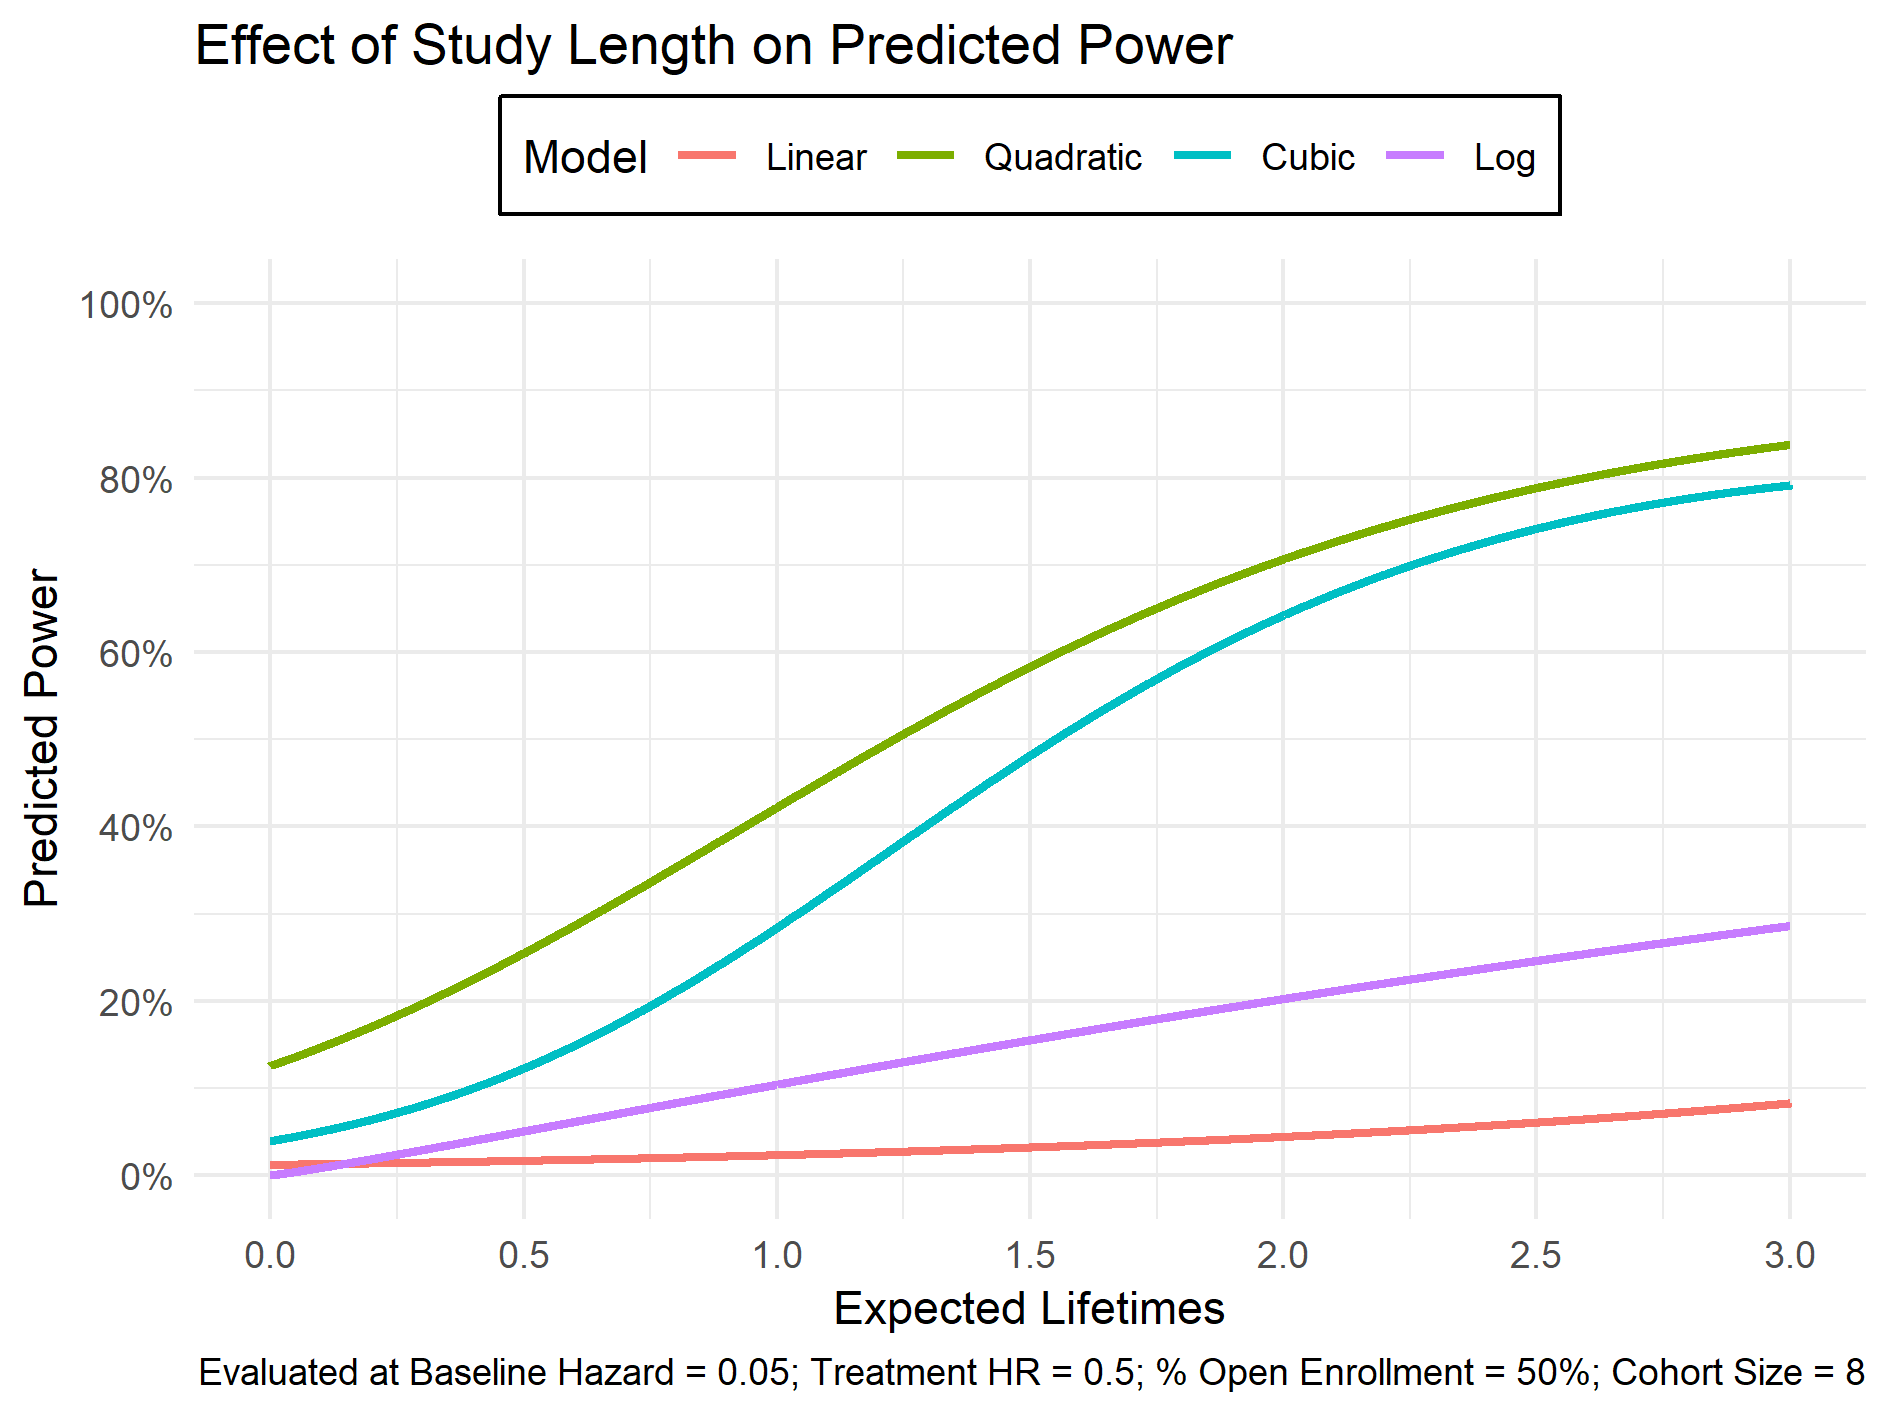 Effect of Study Length on Predicted Power
Model Linear Quadratic Cubic Log
100%
80%
60%
40%
20%
0%
Predicted Power
0.0 0.5 1.0 1.5 2.0 2.5 3.0
Expected Lifetimes
Evaluated at Baseline Hazard = 0.05; Treatment HR = 0.5; % Open Enrollment = 50%; Cohort Size = 8